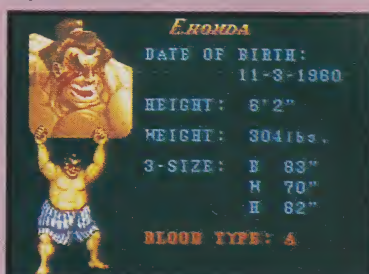 E.HONDA
DATE OF BIRTH:
11-3-1960
HEIGHT: 6'2"
WEIGHT: 304lbs.
3-SIZE: B 83"
W 70"
H 82"
BLOOD TYPE: A